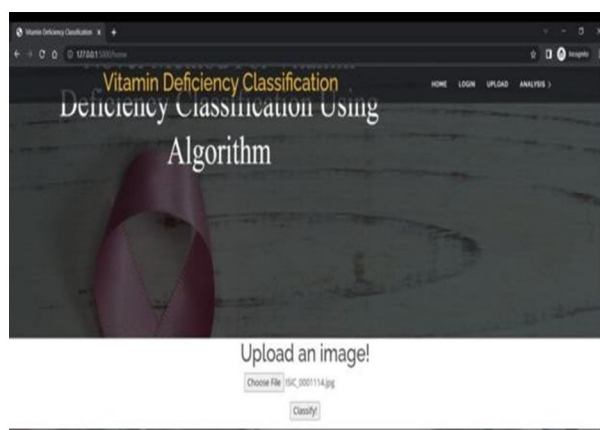 Vitamin Deficiency Classification
127.0.0.1:5000/home
Incognito
Vitamin Deficiency Classification
HOME LOGIN UPLOAD ANALYSIS
Deficiency Classification Using
Algorithm
Upload an image!
Choose File ISIC_0001114.jpg
Classify!